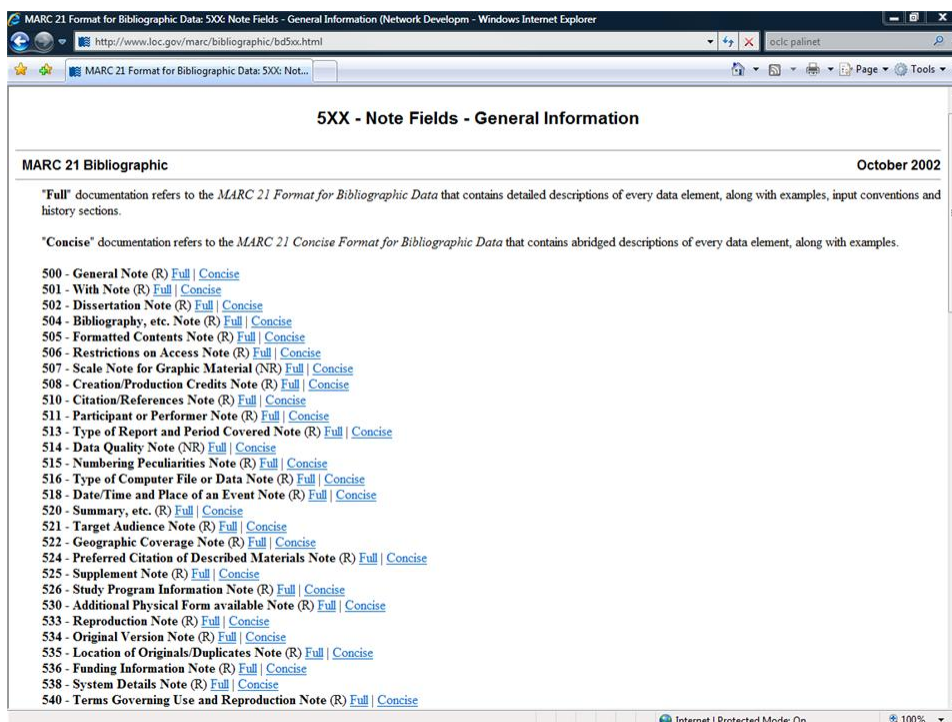 MARC 21 Format for Bibliographic Data: 5XX: Note Fields - General Information (Network Developm - Windows Internet Explorer
http://www.loc.gov/marc/bibliographic/bd5xx.html
oclc palinet
MARC 21 Format for Bibliographic Data: 5XX: Not...
Page
Tools
5XX - Note Fields - General Information
MARC 21 Bibliographic October 2002
"Full" documentation refers to the MARC 21 Format for Bibliographic Data that contains detailed descriptions of every data element, along with examples, input conventions and
history sections.
"Concise" documentation refers to the MARC 21 Concise Format for Bibliographic Data that contains abridged descriptions of every data element, along with examples.
500 - General Note (R) Full | Concise
501 - With Note (R) Full | Concise
502 - Dissertation Note (R) Full | Concise
504 - Bibliography, etc. Note (R) Full | Concise
505 - Formatted Contents Note (R) Full | Concise
506 - Restrictions on Access Note (R) Full | Concise
507 - Scale Note for Graphic Material (NR) Full | Concise
508 - Creation/Production Credits Note (R) Full | Concise
510 - Citation/References Note (R) Full | Concise
511 - Participant or Performer Note (R) Full | Concise
513 - Type of Report and Period Covered Note (R) Full | Concise
514 - Data Quality Note (NR) Full | Concise
515 - Numbering Peculiarities Note (R) Full | Concise
516 - Type of Computer File or Data Note (R) Full | Concise
518 - Date/Time and Place of an Event Note (R) Full | Concise
520 - Summary, etc. (R) Full | Concise
521 - Target Audience Note (R) Full | Concise
522 - Geographic Coverage Note (R) Full | Concise
524 - Preferred Citation of Described Materials Note (R) Full | Concise
525 - Supplement Note (R) Full | Concise
526 - Study Program Information Note (R) Full | Concise
530 - Additional Physical Form available Note (R) Full | Concise
533 - Reproduction Note (R) Full | Concise
534 - Original Version Note (R) Full | Concise
535 - Location of Originals/Duplicates Note (R) Full | Concise
536 - Funding Information Note (R) Full | Concise
538 - System Details Note (R) Full | Concise
540 - Terms Governing Use and Reproduction Note (R) Full | Concise
Internet | Protected Mode: On 100%